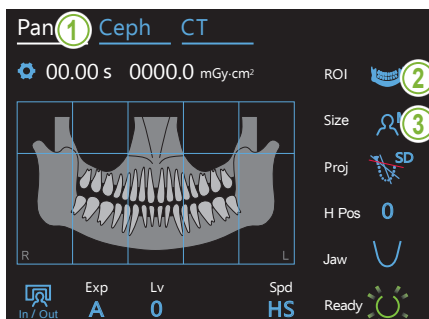 Pan 1 Ceph CT
00.00 s 0000.0 mGy·cm²
ROI 2
Size 3
Proj SD
H Pos 0
Jaw
R L
Exp Lv Spd
In / Out A 0 HS
Ready